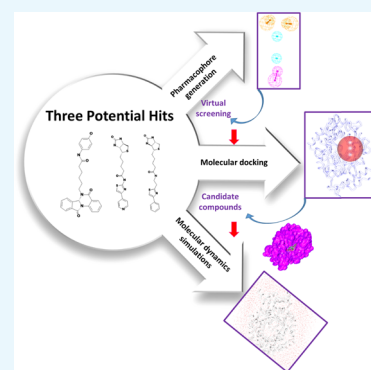 Pharmacophore
generation
Three Potential Hits
Virtual
screening
Molecular docking
Candidate
compounds
Molecular dynamics
simulations